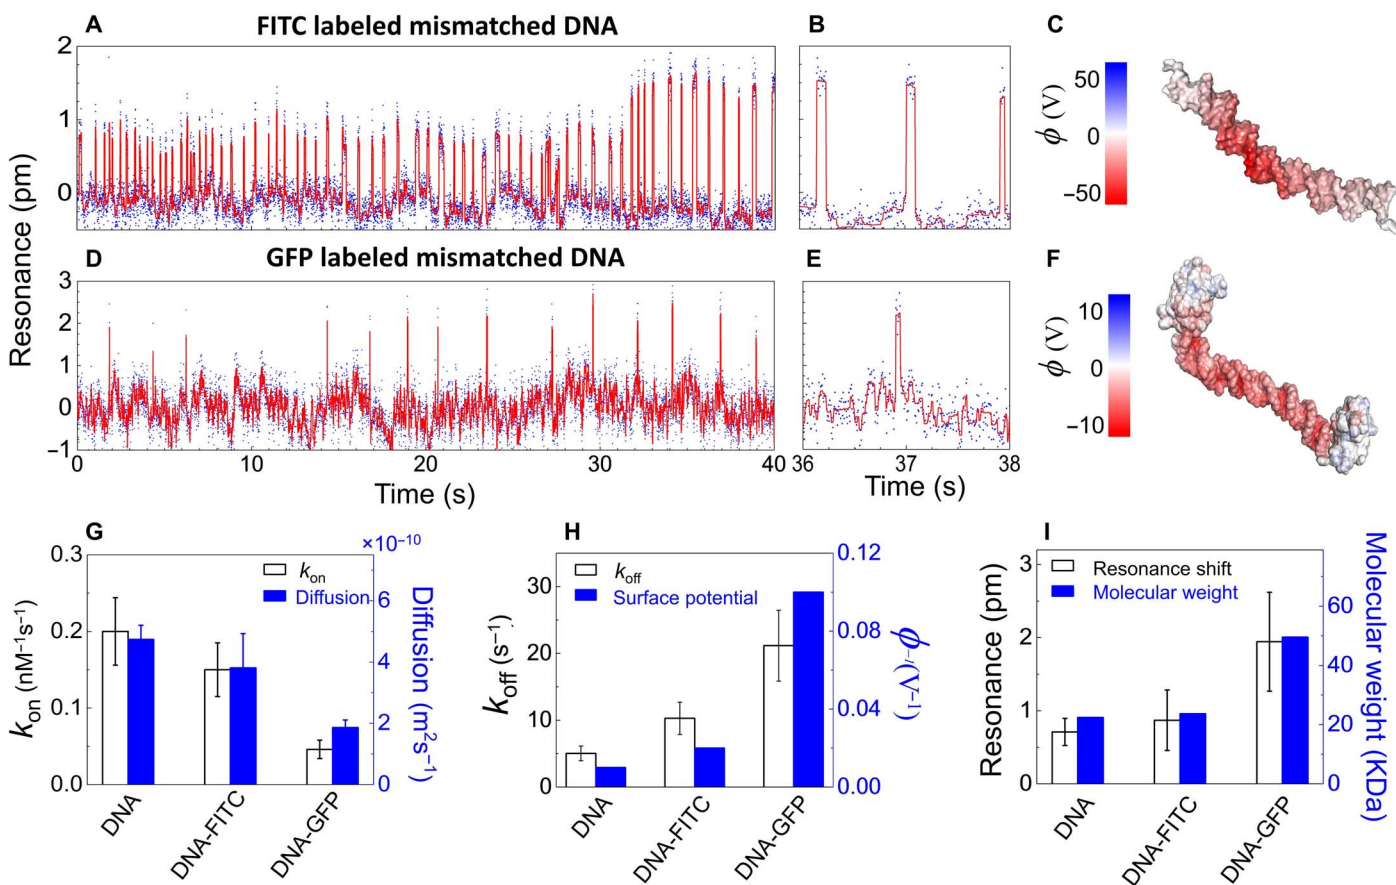 A
FITC labeled mismatched DNA
B
C
2
1
0
50
0
−50
ϕ (V)
Resonance (pm)
D
GFP labeled mismatched DNA
E
F
3
2
1
0
−1
0
10
20
30
40
Time (s)
36
37
38
Time (s)
10
0
−10
ϕ (V)
G
×10⁻¹⁰
0.3
0.2
0.1
0.0
kon (nM⁻¹s⁻¹)
kon
Diffusion
6
4
2
0
Diffusion (m²s⁻¹)
DNA
DNA-FITC
DNA-GFP
H
30
20
10
0
koff (s⁻¹)
koff
Surface potential
0.12
0.08
0.04
0.00
ϕ⁻¹(V⁻¹)
DNA
DNA-FITC
DNA-GFP
I
3
2
1
0
Resonance (pm)
Resonance shift
Molecular weight
60
40
20
0
Molecular weight (KDa)
DNA
DNA-FITC
DNA-GFP